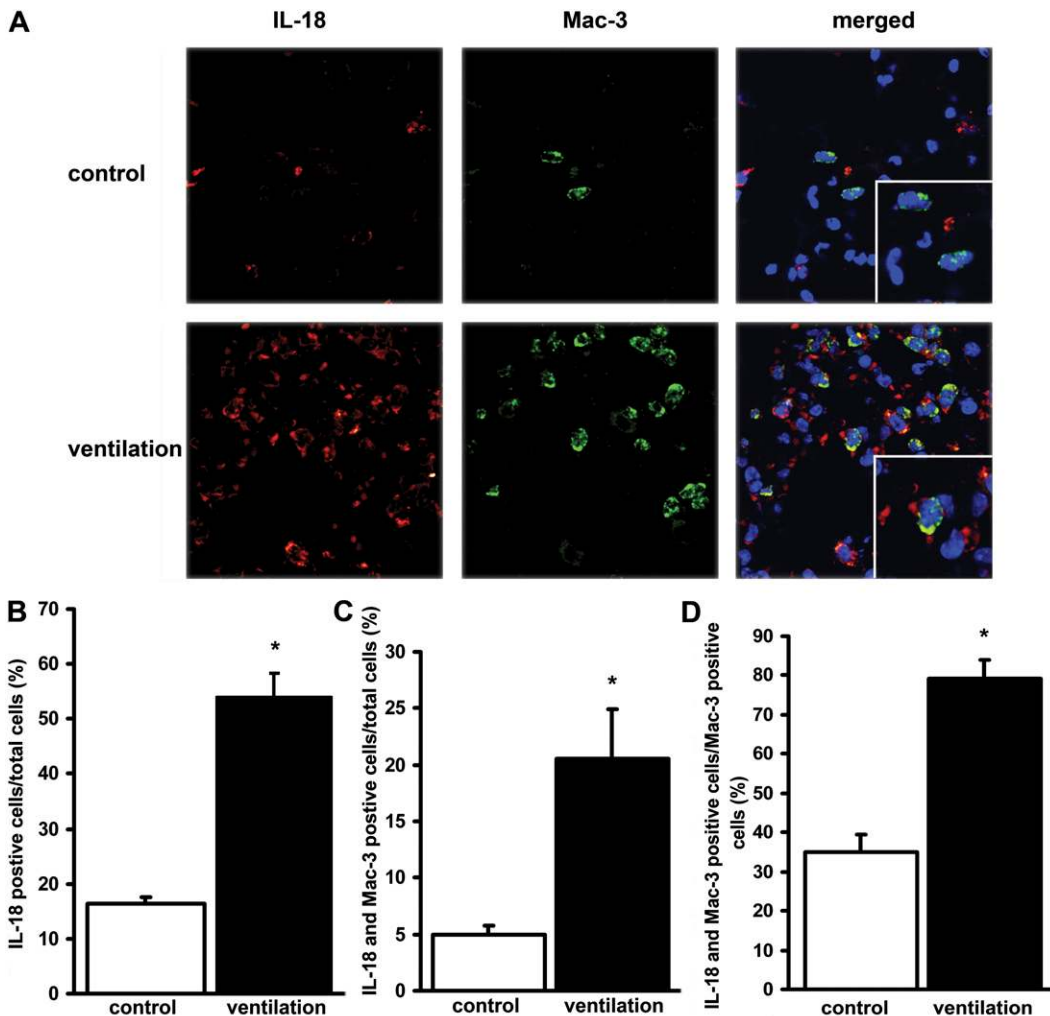 A
IL-18
Mac-3
merged
control
ventilation
B
IL-18 postive cells/total cells (%)
70
60
50
40
30
20
10
0
*
control
ventilation
C
IL-18 and Mac-3 postive cells/total cells (%)
30
25
20
15
10
5
0
*
control
ventilation
D
IL-18 and Mac-3 positive cells/Mac-3 positive
cells (%)
90
80
70
60
50
40
30
20
10
0
*
control
ventilation